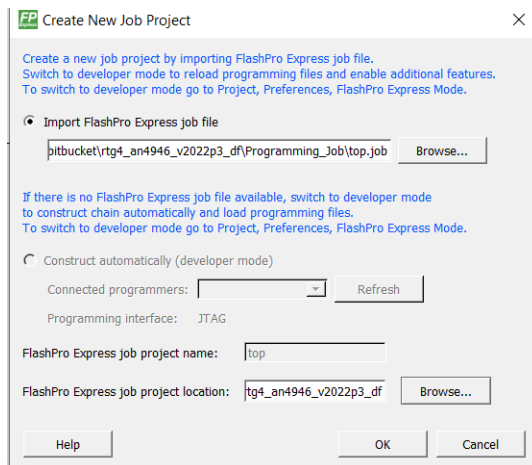 FP Express Create New Job Project
Create a new job project by importing FlashPro Express job file.
Switch to developer mode to reload programming files and enable additional features.
To switch to developer mode go to Project, Preferences, FlashPro Express Mode.
Import FlashPro Express job file
bitbucket\rtg4_an4946_v2022p3_df\Programming_Job\top.job Browse...
If there is no FlashPro Express job file available, switch to developer mode
to construct chain automatically and load programming files.
To switch to developer mode go to Project, Preferences, FlashPro Express Mode.
Construct automatically (developer mode)
Connected programmers: Refresh
Programming interface: JTAG
FlashPro Express job project name: top
FlashPro Express job project location: rtg4_an4946_v2022p3_df Browse...
Help OK Cancel